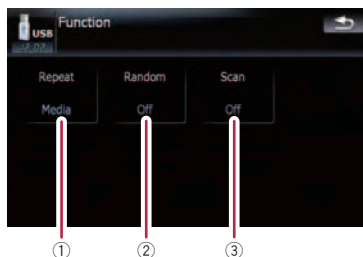 USB
Function
Repeat Random Scan
Media Off Off
① ② ③